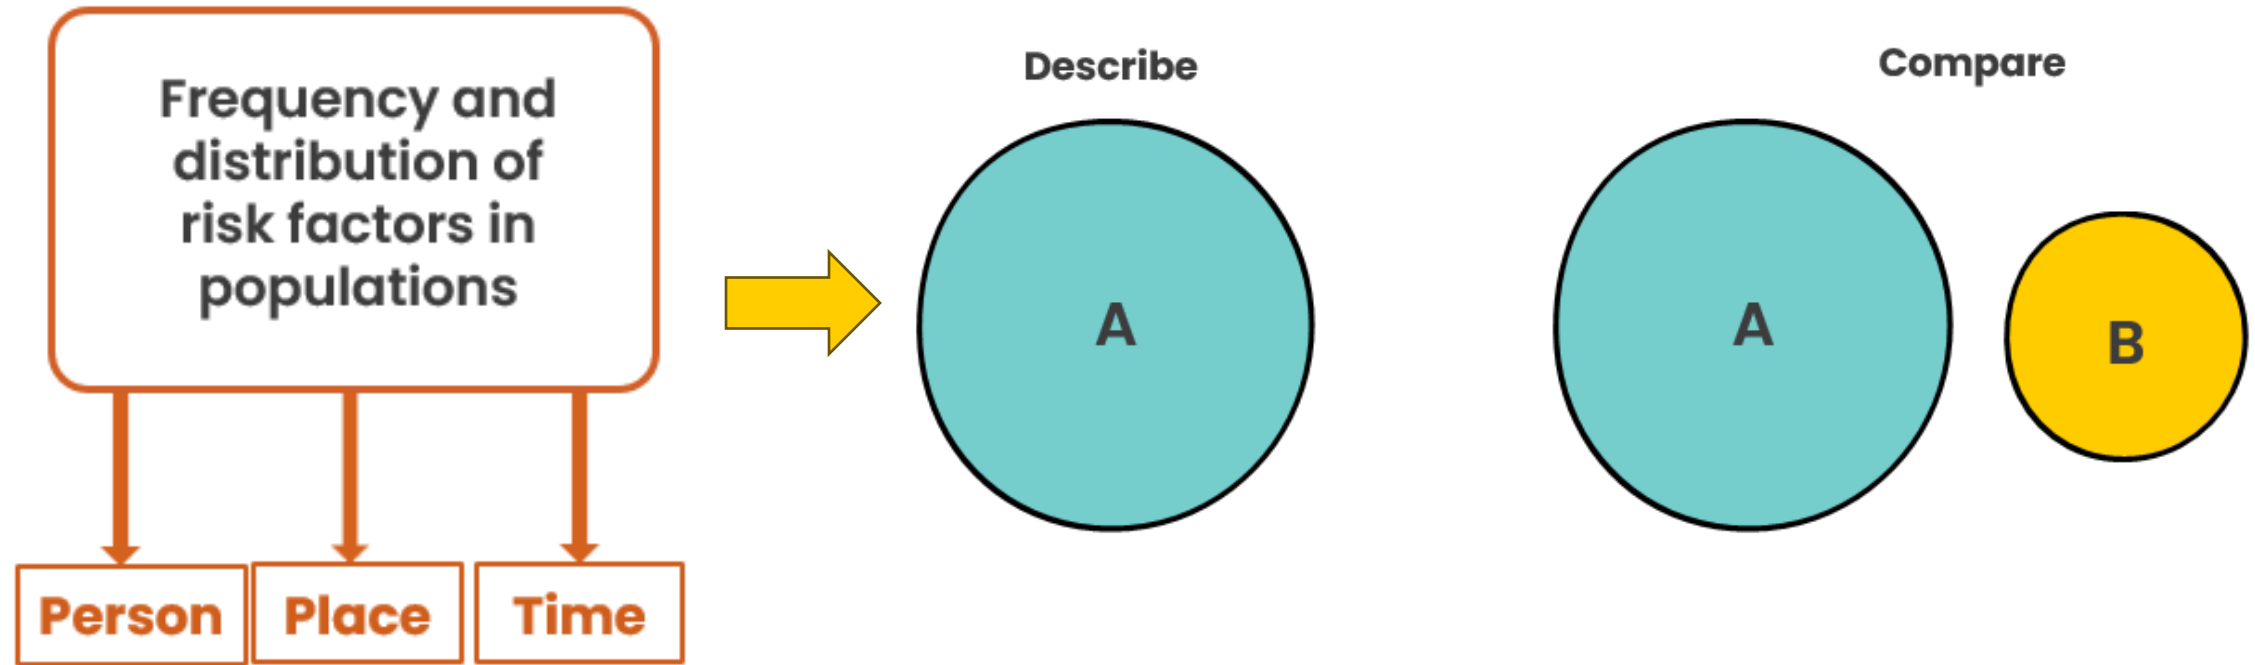 Frequency and
distribution of
risk factors in
populations
Person
Place
Time
Describe
A
Compare
A
B